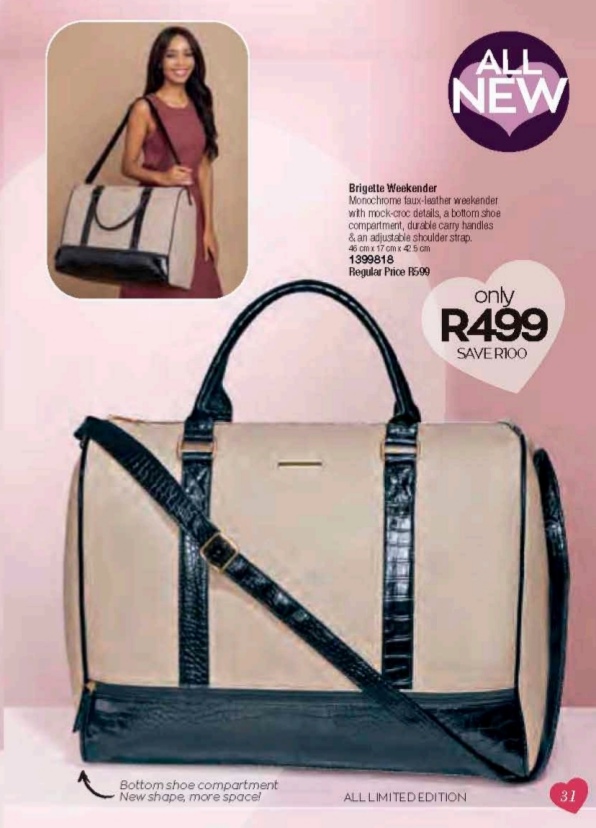 ALL
NEW
Brigette Weekender
Monochrome faux-leather weekender
with mock-croc details, a bottom shoe
compartment, durable carry handles
& an adjustable shoulder strap.
46 cm x 17 cm x 42.5 cm
1399818
Regular Price R599
only
R499
SAVE R100
Bottom shoe compartment
New shape, more space!
ALL LIMITED EDITION
31